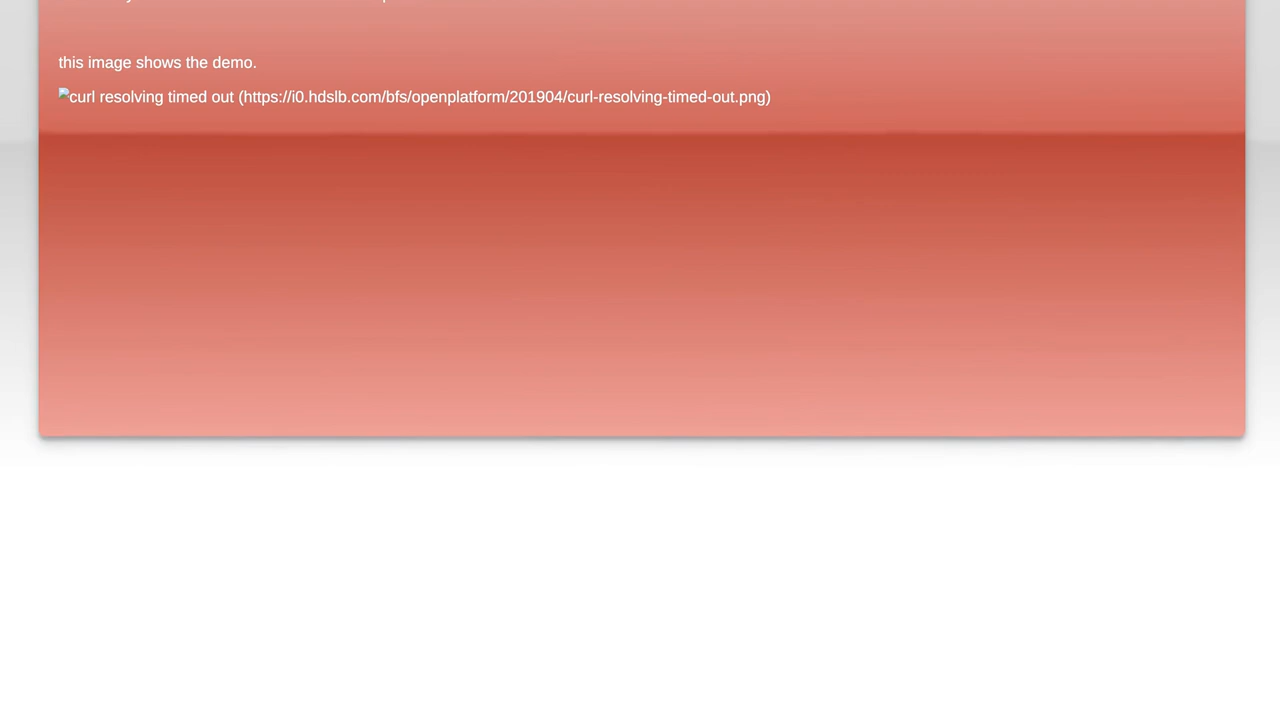 this image shows the demo.
curl resolving timed out (https://i0.hdslb.com/bfs/openplatform/201904/curl-resolving-timed-out.png)